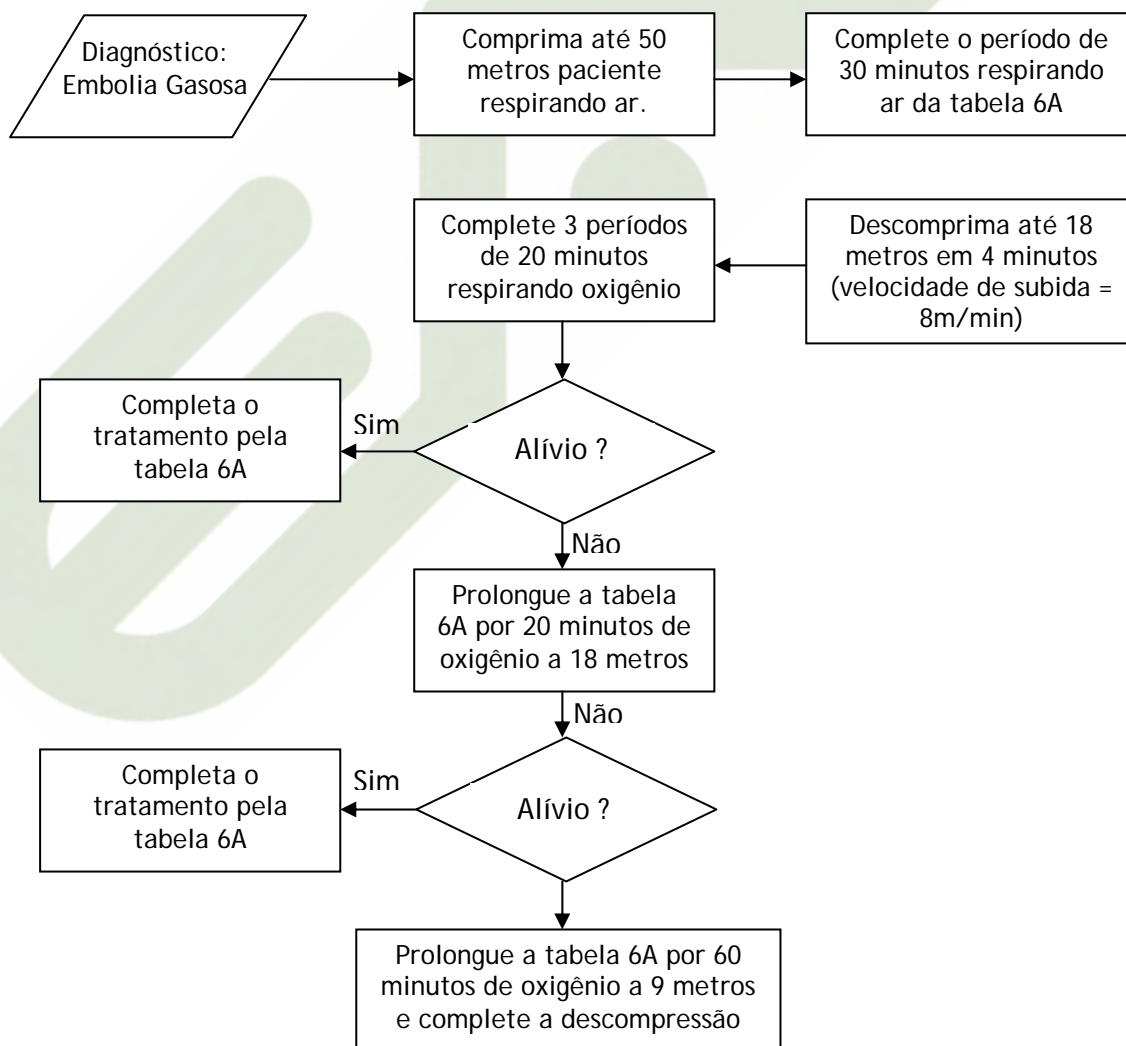 Diagnóstico:
Embolia Gasosa
Comprima até 50
metros paciente
respirando ar.
Complete o período de
30 minutos respirando
ar da tabela 6A
Descomprima até 18
metros em 4 minutos
(velocidade de subida =
8m/min)
Complete 3 períodos
de 20 minutos
respirando oxigênio
Alívio ?
Sim
Completa o
tratamento pela
tabela 6A
Não
Prolongue a tabela
6A por 20 minutos de
oxigênio a 18 metros
Não
Alívio ?
Sim
Completa o
tratamento pela
tabela 6A
Prolongue a tabela 6A por 60
minutos de oxigênio a 9 metros
e complete a descompressão